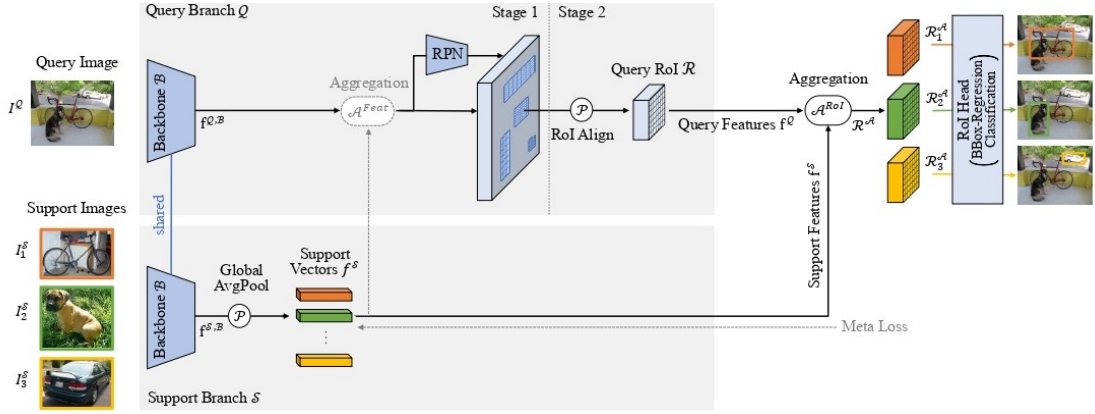 Query Branch Q
Stage 1
Stage 2
Query Image
I^Q
Backbone B
f^{Q,B}
Aggregation
A^{Feat}
RPN
P
RoI Align
Query RoI R
Query Features f^Q
Aggregation
A^{RoI}
R^A
R_1^A
R_2^A
R_3^A
RoI Head
(BBox-Regression
Classification)
shared
Support Images
I_1^S
I_2^S
I_3^S
Backbone B
f^{S,B}
Global
AvgPool
P
Support
Vectors f^S
⋮
Support Features f^S
Meta Loss
Support Branch S